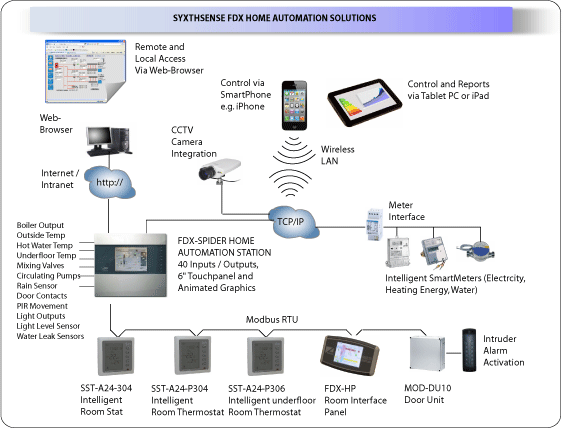 SYXTHSENSE FDX HOME AUTOMATION SOLUTIONS
Remote and
Local Access
Via Web-Browser
Control via
SmartPhone
e.g. iPhone
Control and Reports
via Tablet PC or iPad
Web-
Browser
CCTV
Camera
Integration
Wireless
LAN
Internet /
Intranet
http://
TCP/IP
Meter
Interface
Boiler Output
Outside Temp
Hot Water Temp
Underfloor Temp
Mixing Valves
Circulating Pumps
Rain Sensor
Door Contacts
PIR Movement
Light Outputs
Light Level Sensor
Water Leak Sensors
FDX-SPIDER HOME
AUTOMATION STATION
40 Inputs / Outputs,
6" Touchpanel and
Animated Graphics
Intelligent SmartMeters (Electrcity,
Heating Energy, Water)
Modbus RTU
SST-A24-304
Intelligent
Room Stat
SST-A24-P304
Intelligent
Room Thermostat
SST-A24-P306
Intelligent underfloor
Room Thermostat
FDX-HP
Room Interface
Panel
MOD-DU10
Door Unit
Intruder
Alarm
Activation